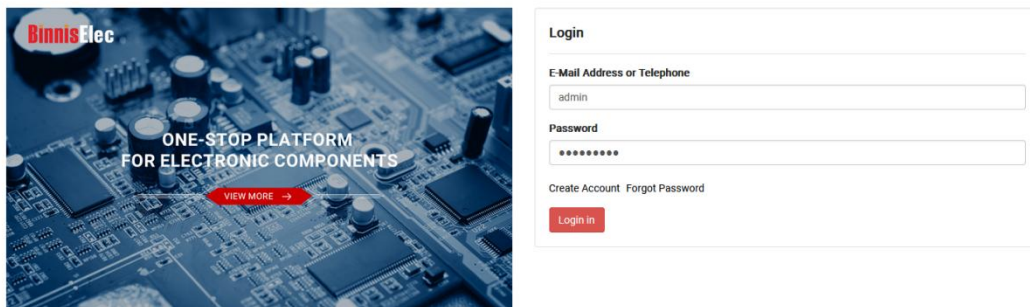 BinnisElec
ONE-STOP PLATFORM
FOR ELECTRONIC COMPONENTS
VIEW MORE →
Login
E-Mail Address or Telephone
admin
Password
●●●●●●●●●
Create Account Forgot Password
Login in